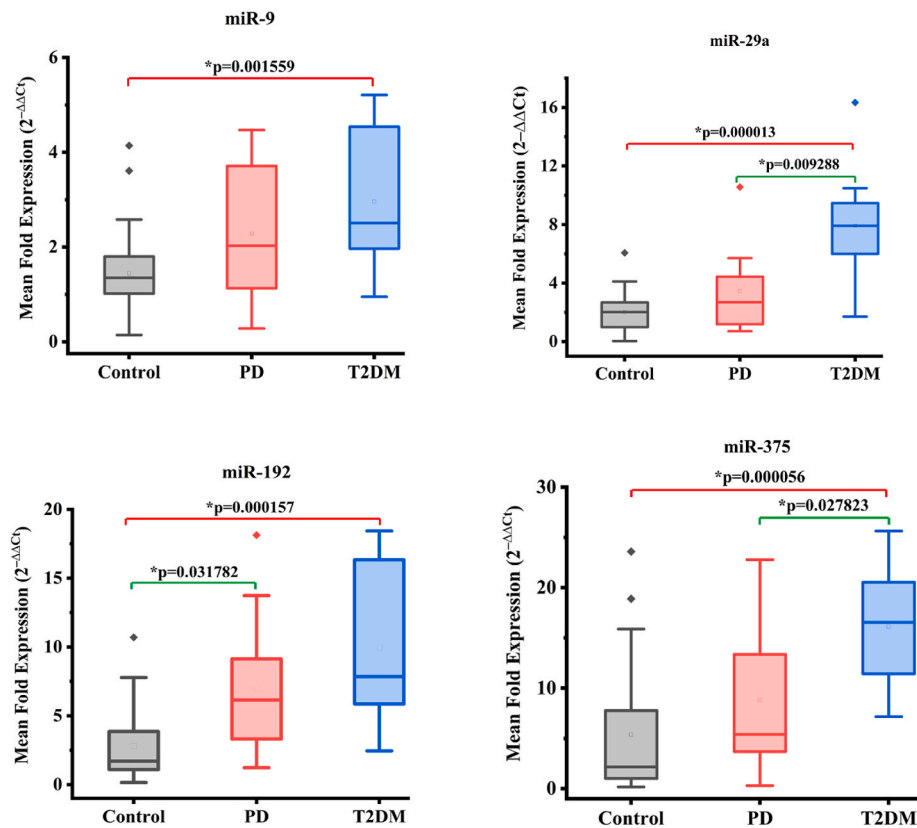 miR-9
Mean Fold Expression (2^−ΔΔCt)
6
4
2
0
*p=0.001559
Control PD T2DM
miR-29a
Mean Fold Expression (2−ΔΔCt)
16
12
8
4
0
*p=0.000013
*p=0.009288
Control PD T2DM
miR-192
Mean Fold Expression (2^−ΔΔCt)
20
15
10
5
0
*p=0.000157
*p=0.031782
Control PD T2DM
miR-375
Mean Fold Expression (2^−ΔΔCt)
30
20
10
0
*p=0.000056
*p=0.027823
Control PD T2DM